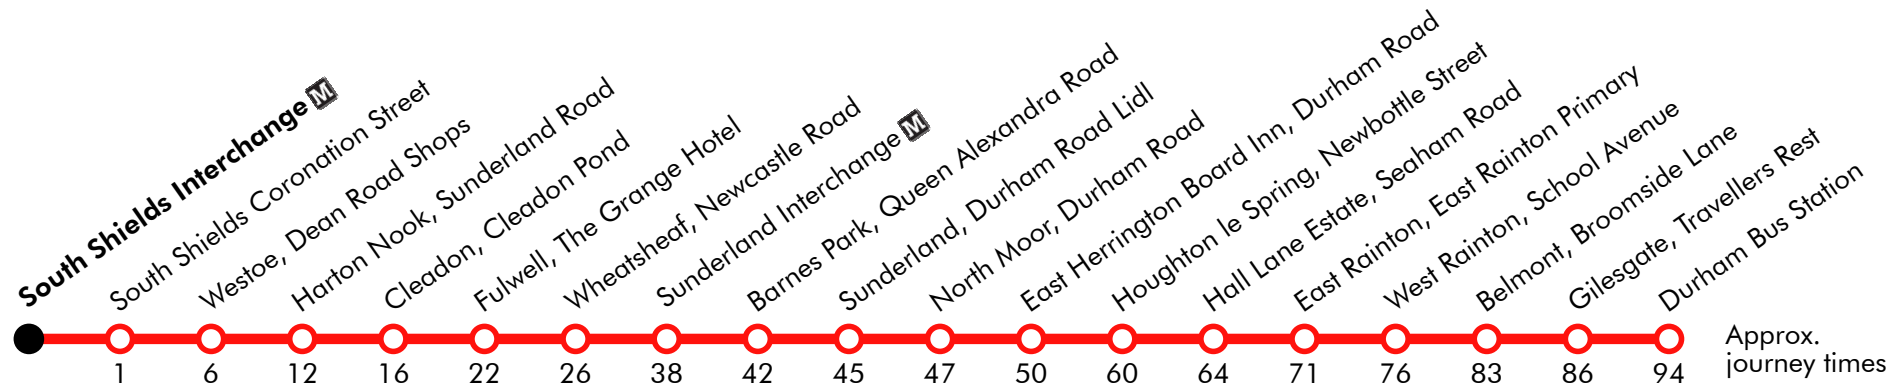 South Shields Interchange M
South Shields Coronation Street
Westoe, Dean Road Shops
Harton Nook, Sunderland Road
Cleadon, Cleadon Pond
Fulwell, The Grange Hotel
Wheatsheaf, Newcastle Road
Sunderland Interchange M
Barnes Park, Queen Alexandra Road
Sunderland, Durham Road Lidl
North Moor, Durham Road
East Herrington Board Inn, Durham Road
Houghton le Spring, Newbottle Street
Hall Lane Estate, Seaham Road
East Rainton, East Rainton Primary
West Rainton, School Avenue
Belmont, Broomside Lane
Gilesgate, Travellers Rest
Durham Bus Station
1 6 12 16 22 26 38 42 45 47 50 60 64 71 76 83 86 94
Approx.
journey times